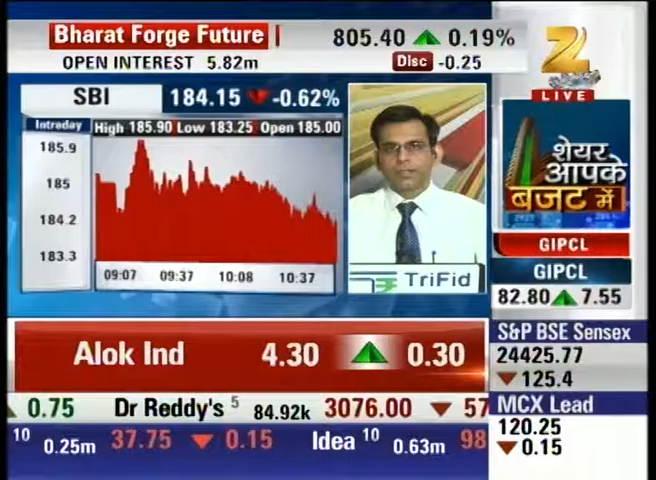 Bharat Forge Future
805.40 0.19%
OPEN INTEREST 5.82m
Disc -0.25
Z
LIVE
SBI 184.15 -0.62%
Intraday High 185.90 Low 183.25 Open 185.00
185.9
185
184.2
183.3
09:07 09:37 10:08 10:37
TriFid
शेयर
आपके
बजट में
GIPCL
GIPCL
82.80 7.55
Alok Ind 4.30 0.30
S&P BSE Sensex
24425.77
125.4
0.75 Dr Reddy's 5 84.92k 3076.00 57
MCX Lead
120.25
0.15
10 0.25m 37.75 0.15 Idea 10 0.63m 98